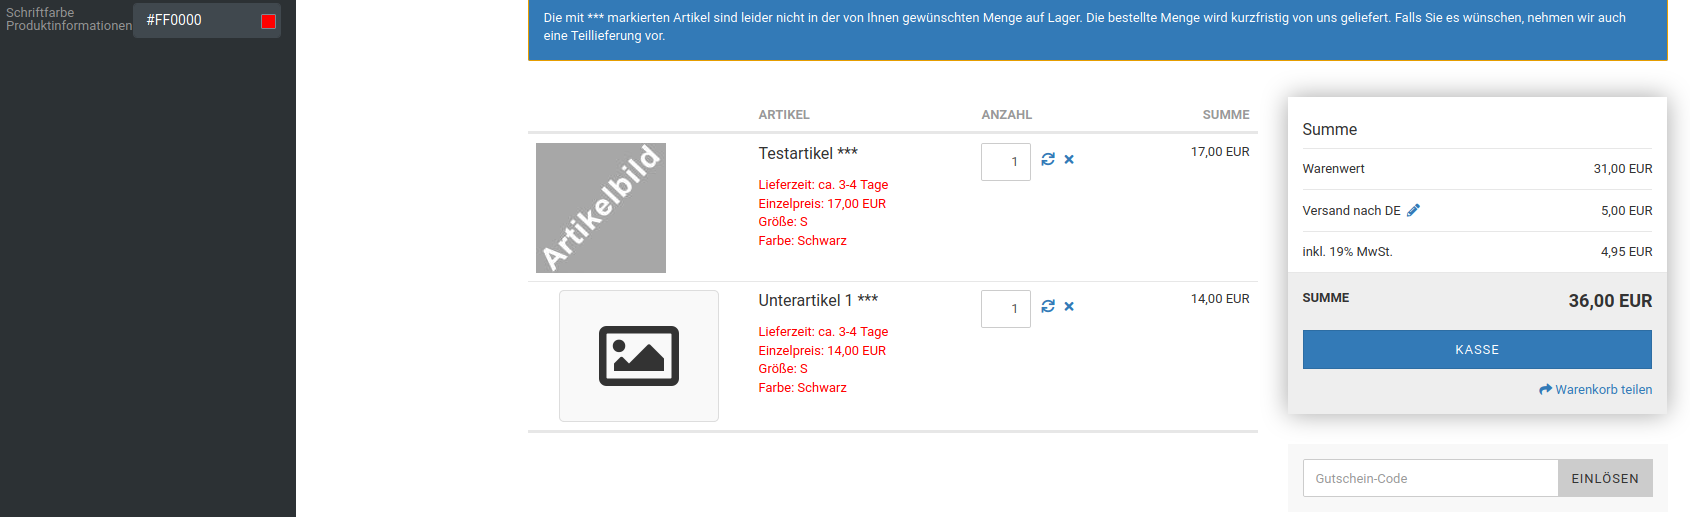 Schriftfarbe
Produktinformationen
#FF0000
Die mit *** markierten Artikel sind leider nicht in der von Ihnen gewünschten Menge auf Lager. Die bestellte Menge wird kurzfristig von uns geliefert. Falls Sie es wünschen, nehmen wir auch
eine Teillieferung vor.
ARTIKEL ANZAHL SUMME
Artikelbild
Testartikel *** 1 17,00 EUR
Lieferzeit: ca. 3-4 Tage
Einzelpreis: 17,00 EUR
Größe: S
Farbe: Schwarz
Unterartikel 1 *** 1 14,00 EUR
Lieferzeit: ca. 3-4 Tage
Einzelpreis: 14,00 EUR
Größe: S
Farbe: Schwarz
Summe
Warenwert 31,00 EUR
Versand nach DE 5,00 EUR
inkl. 19% MwSt. 4,95 EUR
SUMME 36,00 EUR
KASSE
Warenkorb teilen
Gutschein-Code EINLÖSEN